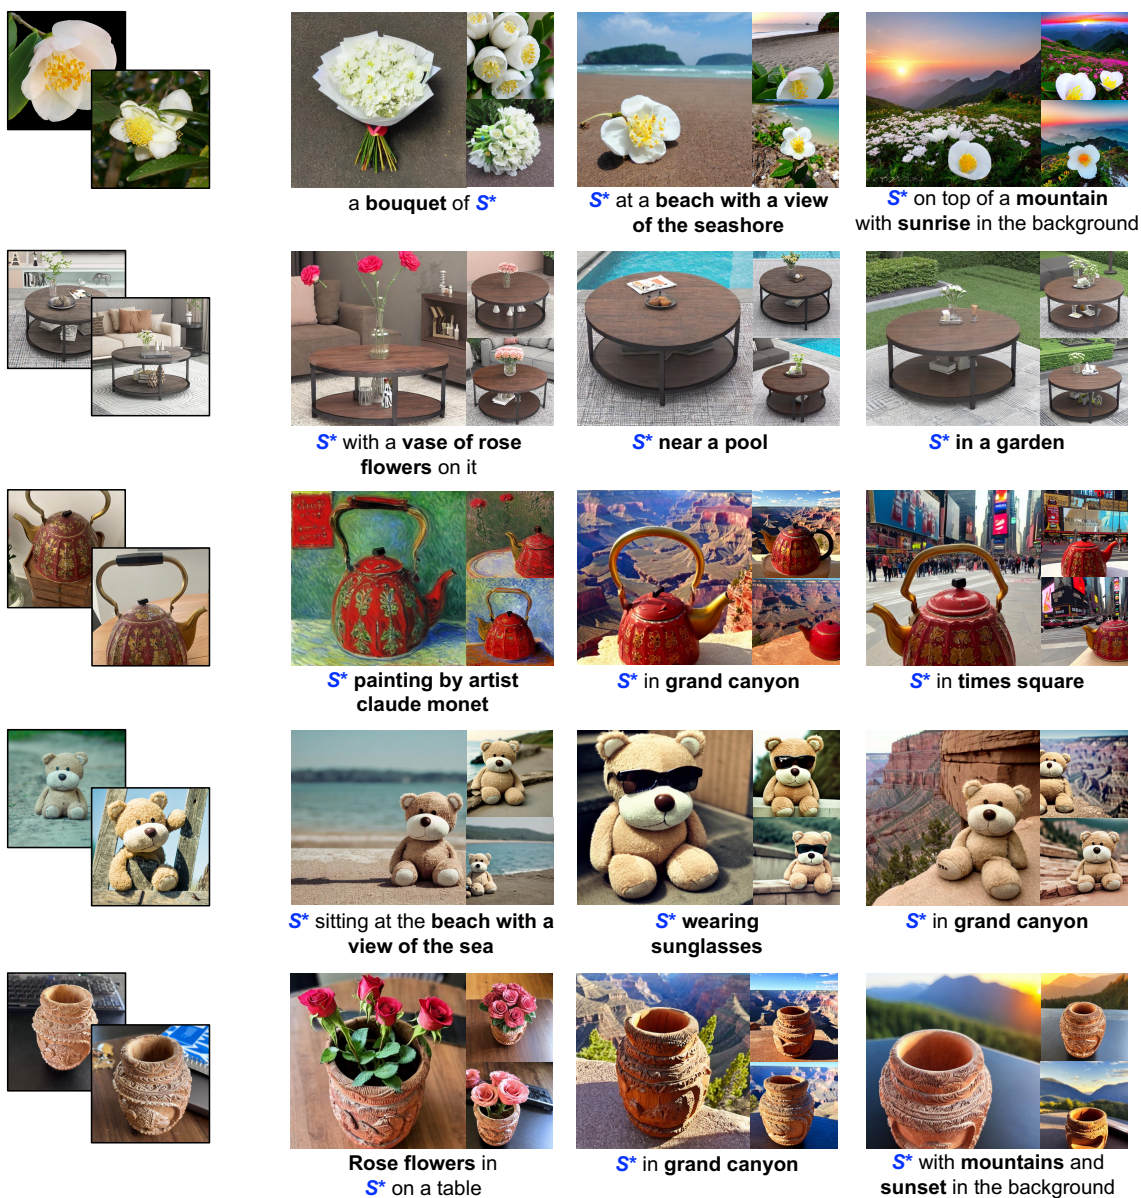 a bouquet of S*
S* at a beach with a view
of the seashore
S* on top of a mountain
with sunrise in the background
S* with a vase of rose
flowers on it
S* near a pool
S* in a garden
S* painting by artist
claude monet
S* in grand canyon
S* in times square
S* sitting at the beach with a
view of the sea
S* wearing
sunglasses
S* in grand canyon
Rose flowers in
S* on a table
S* in grand canyon
S* with mountains and
sunset in the background